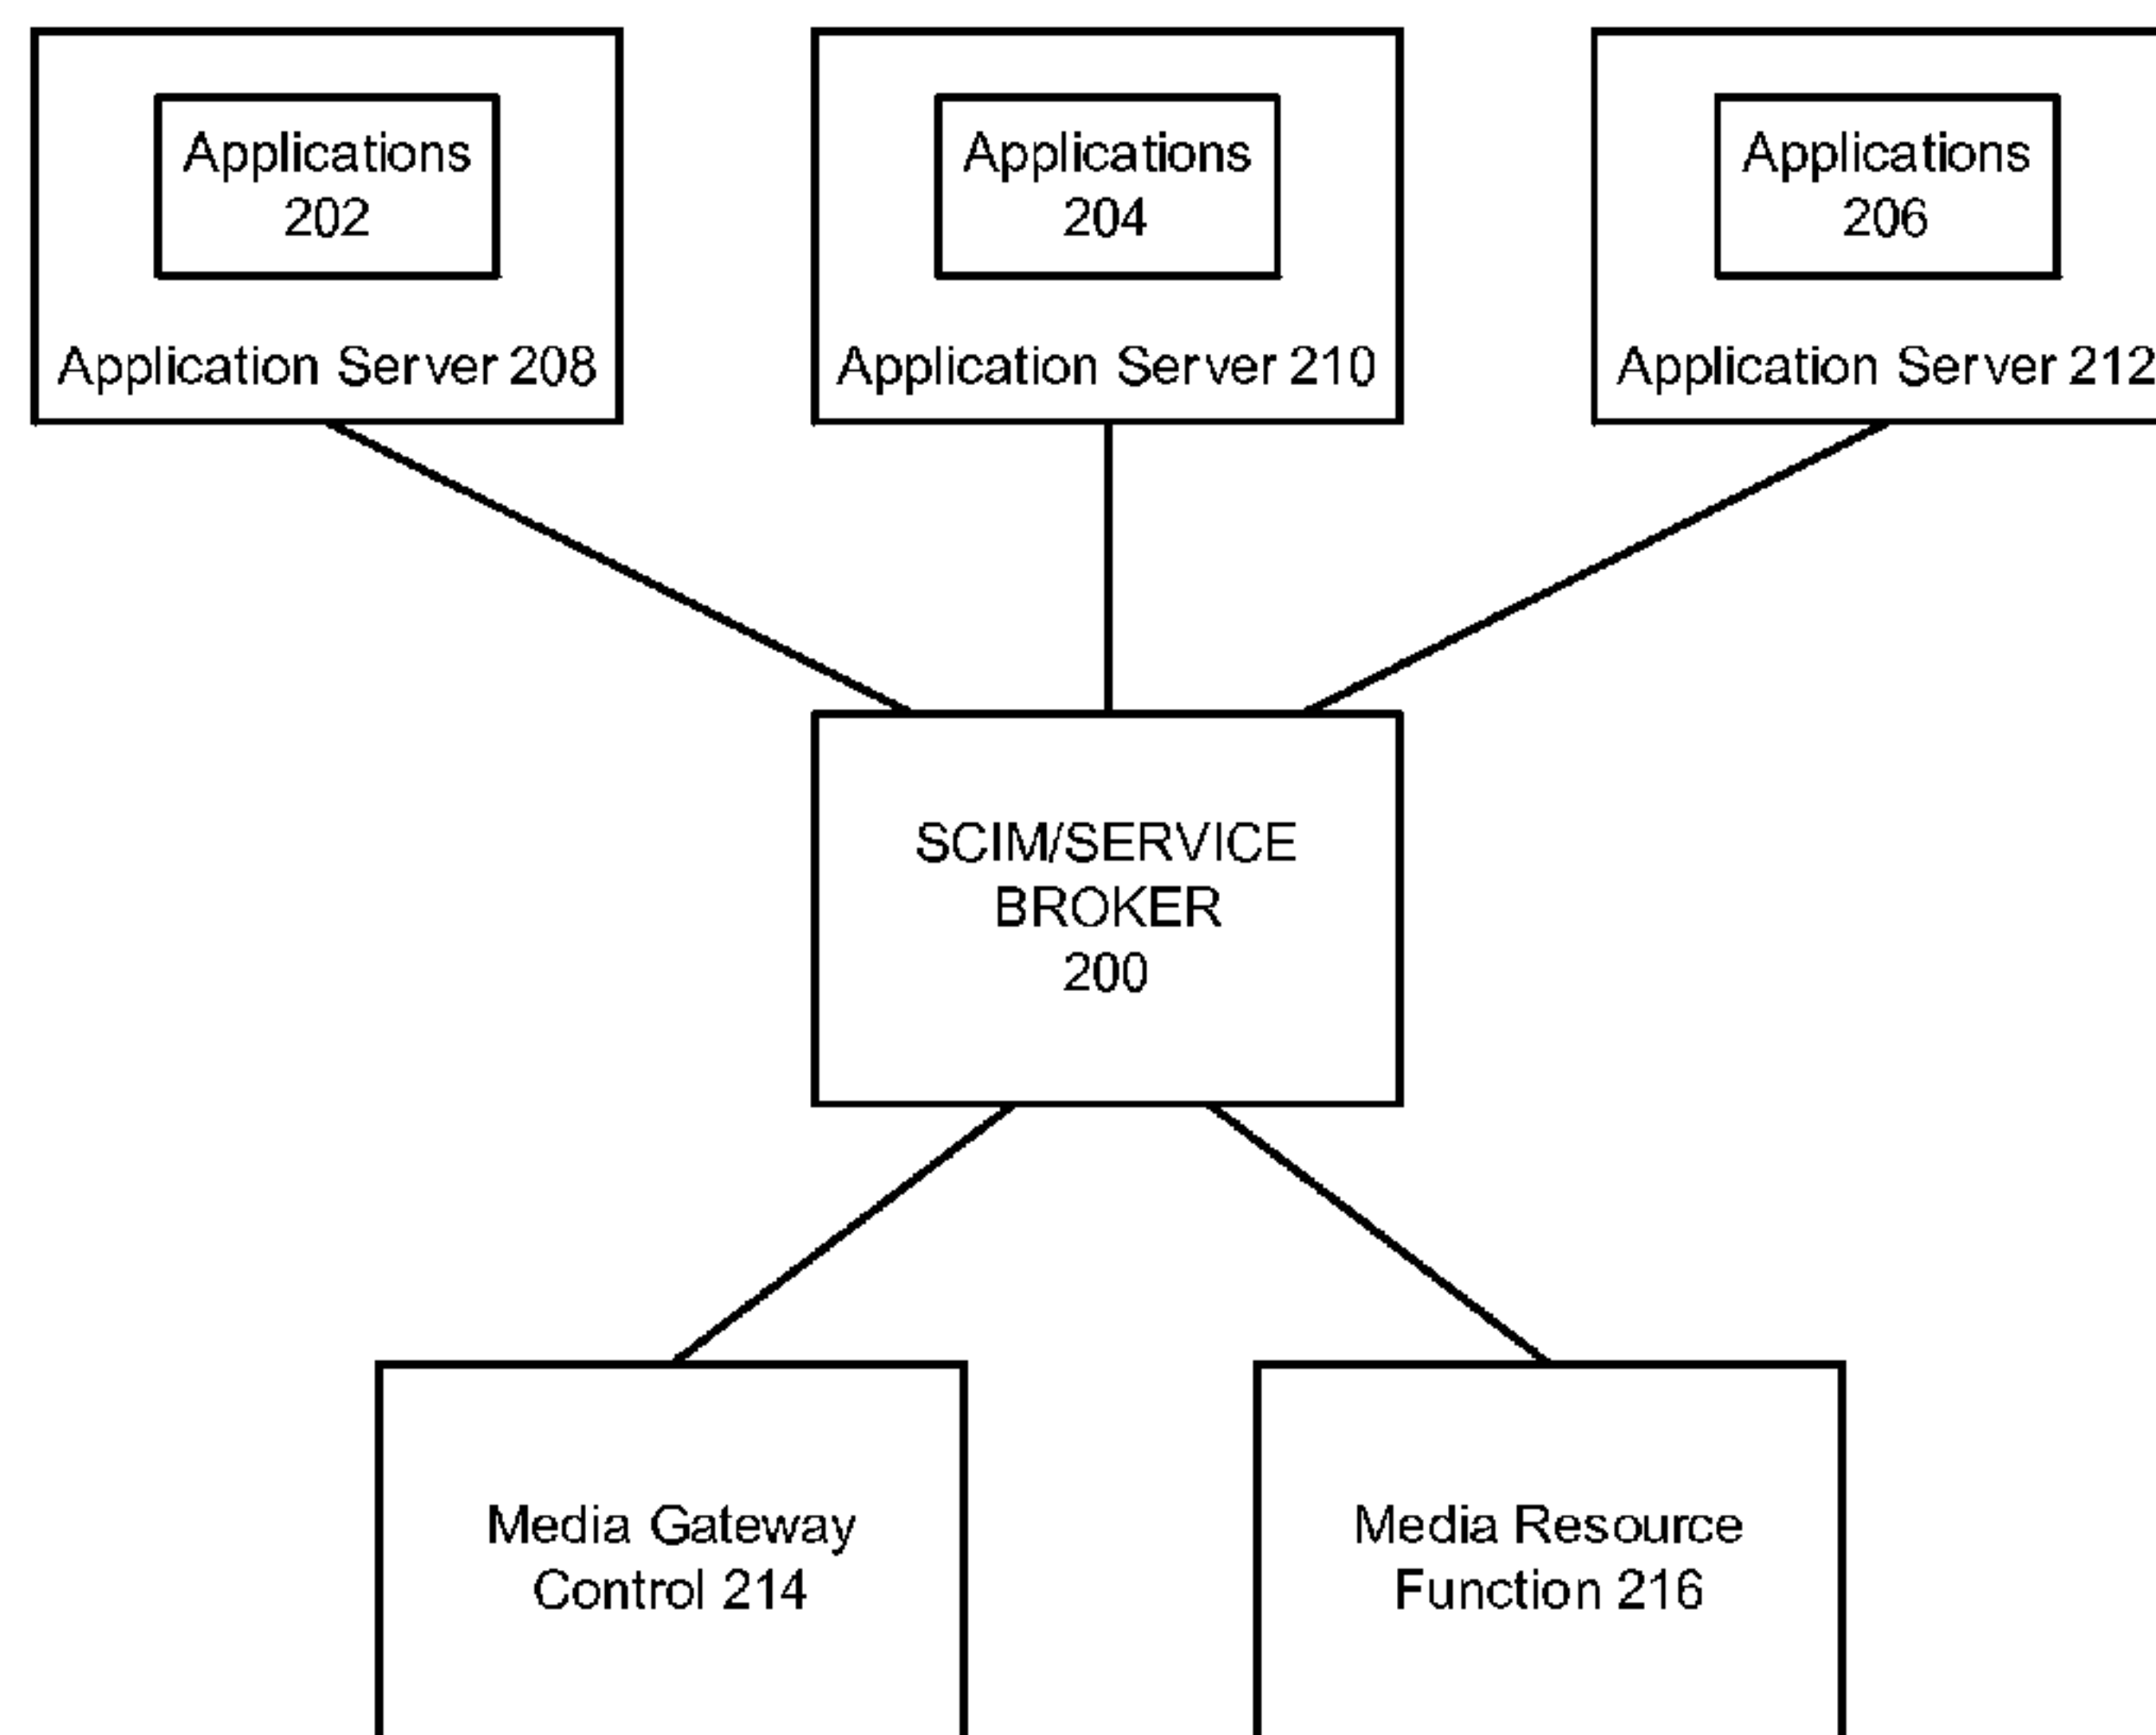 Applications
202
Application Server 208
Applications
204
Application Server 210
Applications
206
Application Server 212
SCIM/SERVICE
BROKER
200
Media Gateway
Control 214
Media Resource
Function 216